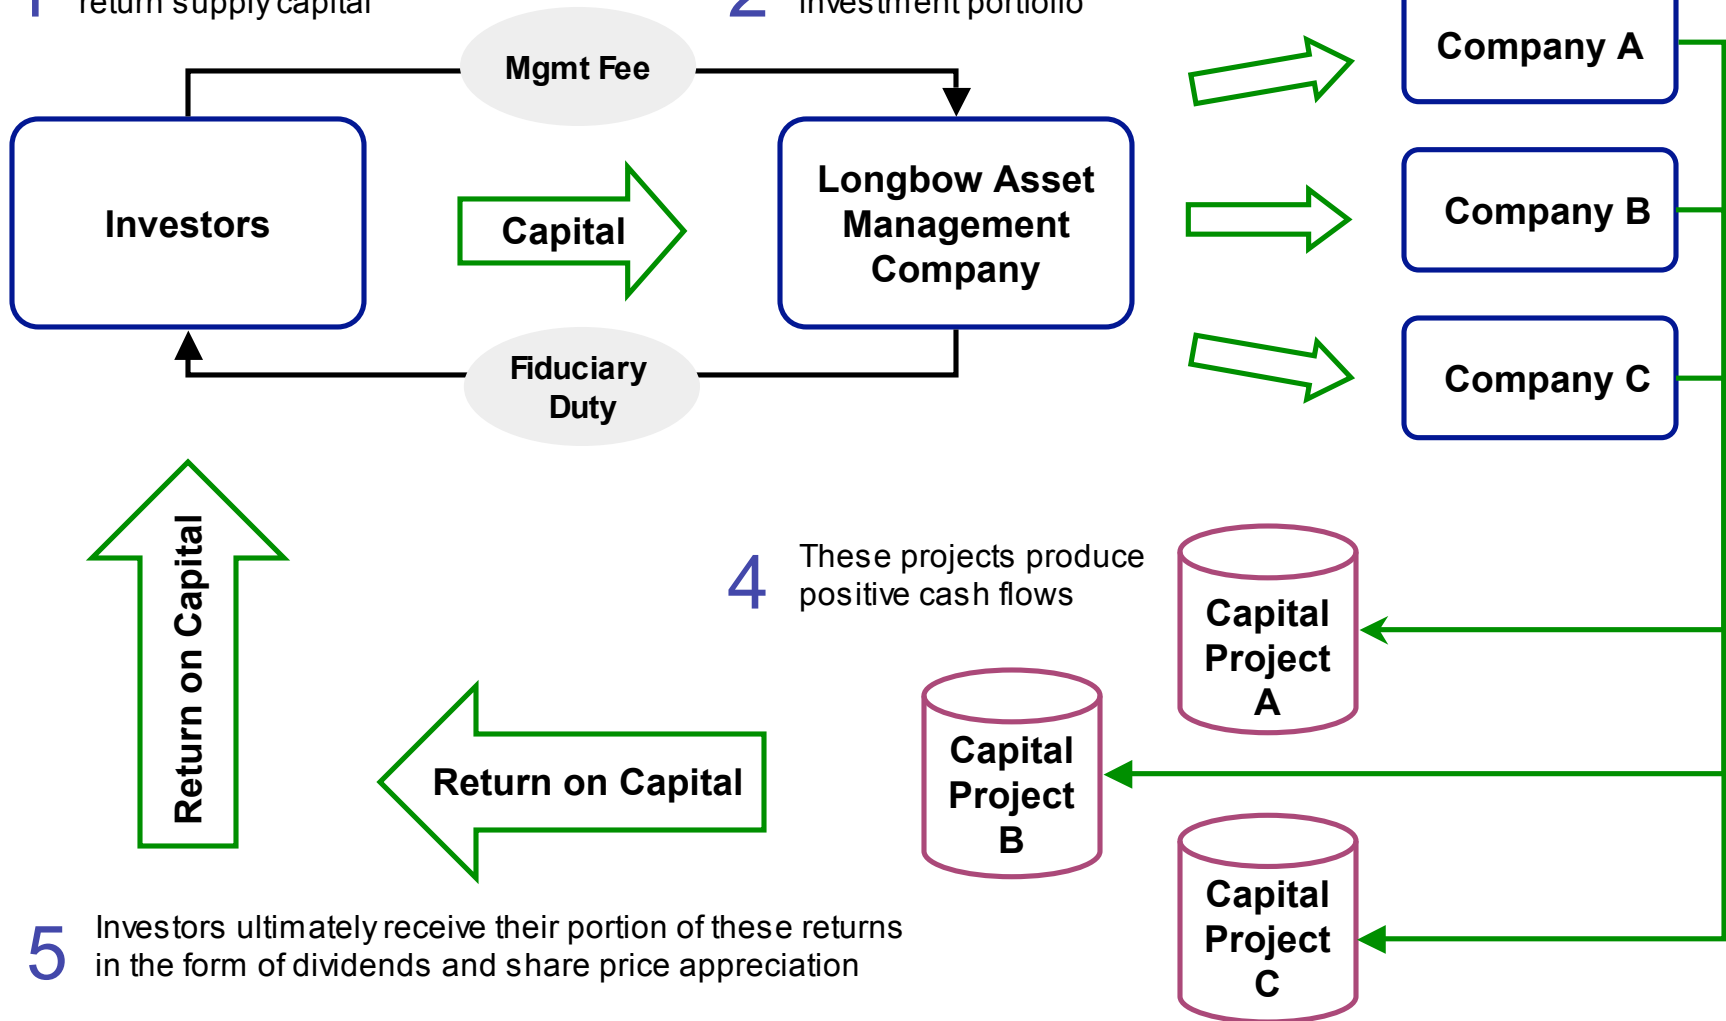 1
return supply capital
2
investment portfolio
Mgmt Fee
Company A
Investors
Capital
Longbow Asset
Management
Company
Company B
Fiduciary
Duty
Company C
Return on Capital
4
These projects produce
positive cash flows
Capital
Project
A
Capital
Project
B
Return on Capital
Capital
Project
C
5
Investors ultimately receive their portion of these returns
in the form of dividends and share price appreciation